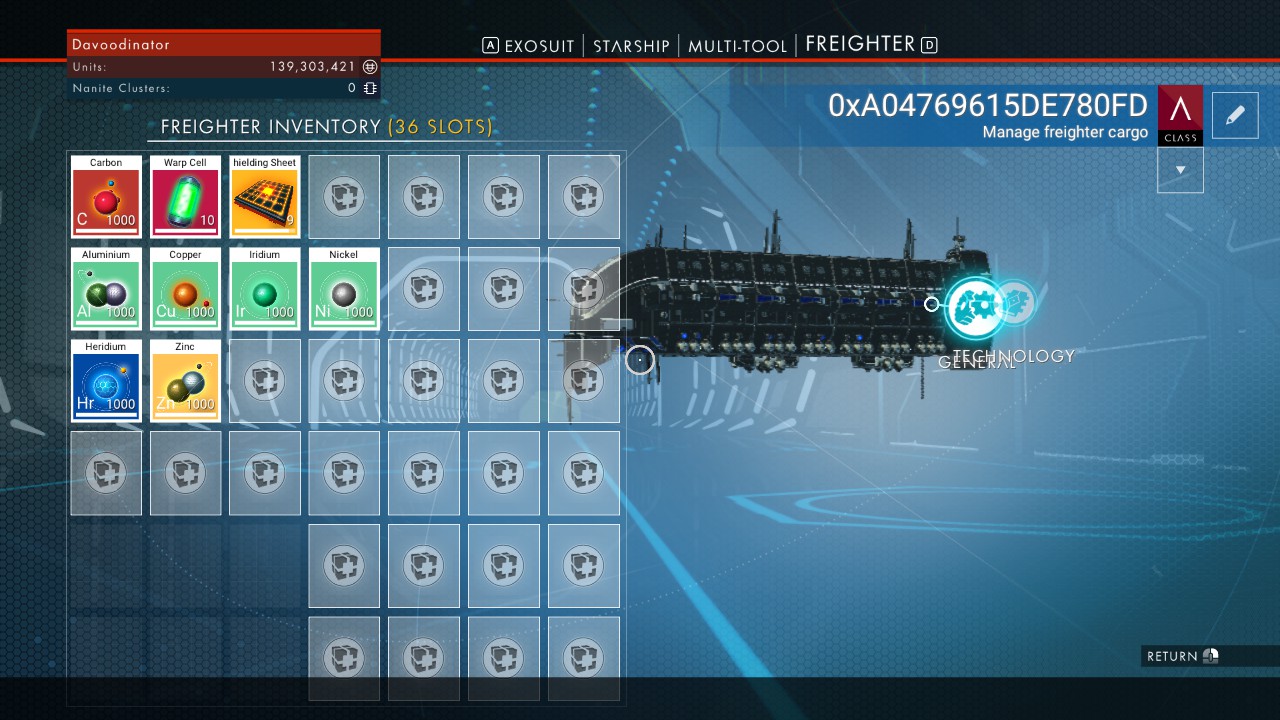 Davoodinator
Units: 139,303,421
Nanite Clusters: 0
A EXOSUIT STARSHIP MULTI-TOOL FREIGHTER D
0xA04769615DE780FD
Manage freighter cargo
CLASS
FREIGHTER INVENTORY (36 SLOTS)
Carbon Warp Cell hielding Sheet
C 1000 10 9
Aluminium Copper Iridium Nickel
Al 1000 Cu 1000 Ir 1000 Ni 1000
Heridium Zinc
Hr 1000 Zn 1000
TECHNOLOGY
GENERAL
RETURN